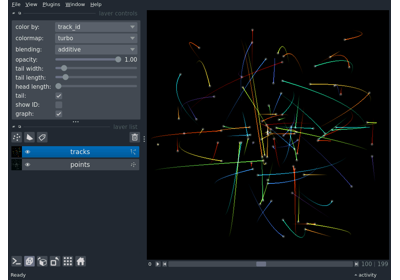 File View Plugins Window Help
layer controls
color by: track_id
colormap: turbo
blending: additive
opacity: 1.00
tail width:
tail length:
head length:
tail:
show ID:
graph:
layer list
tracks
points
100 | 199
Ready
activity